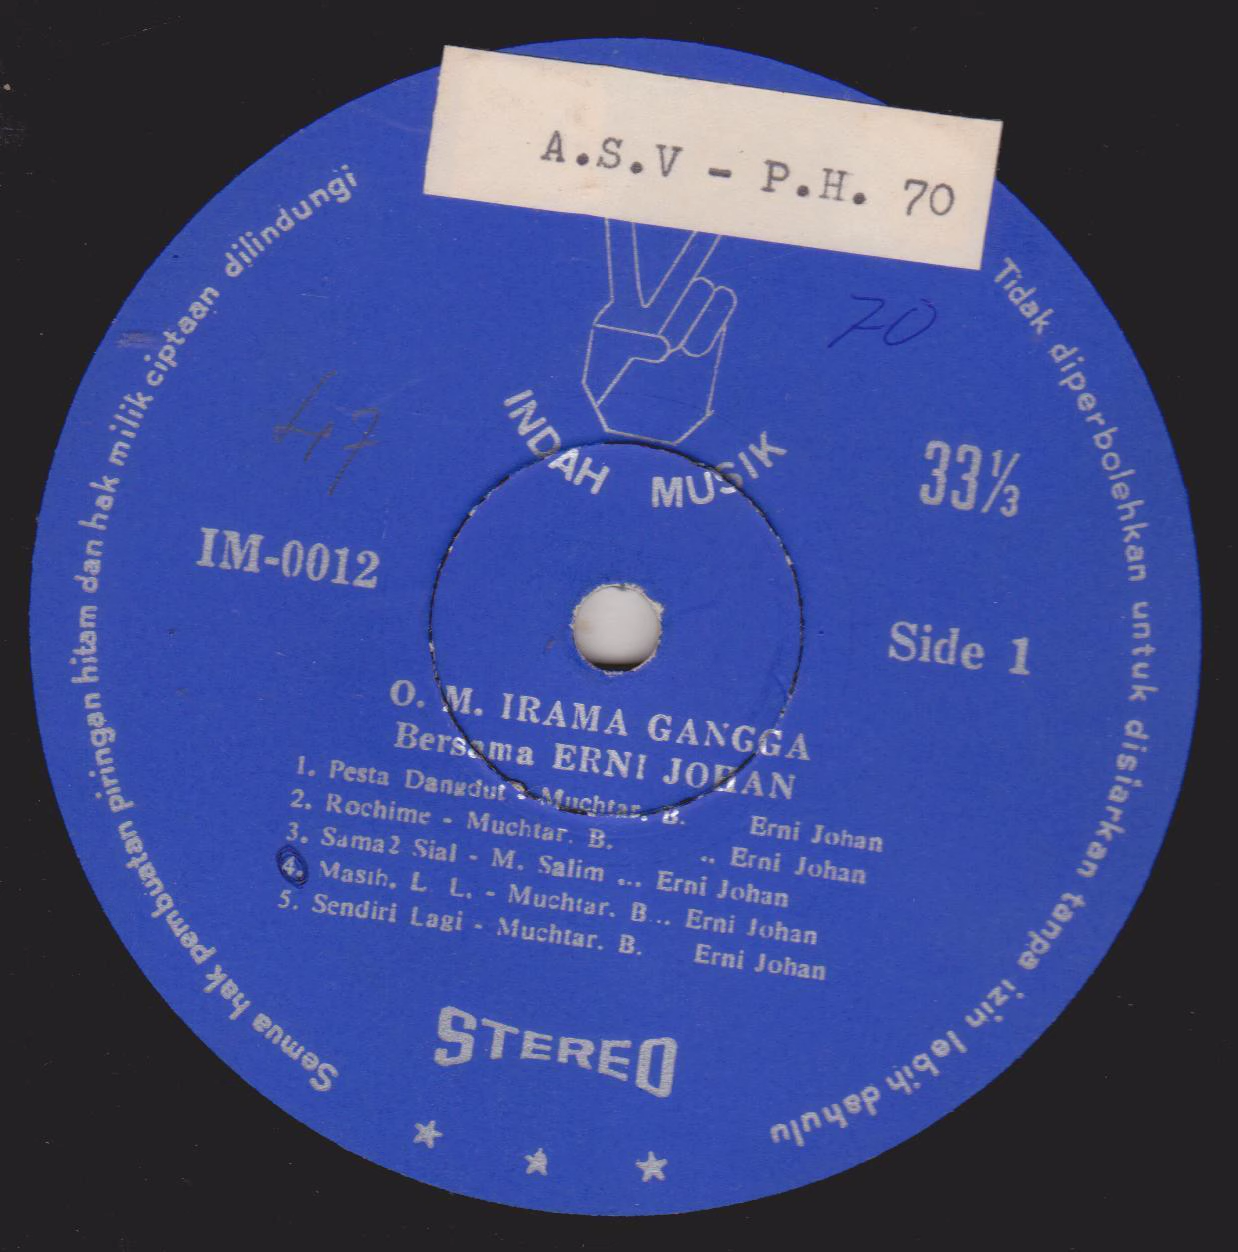 A.S.V - P.H. 70
70
47
INDAH MUSIK
33⅓
IM-0012
Side 1
O. M. IRAMA GANGGA
Bersama ERNI JOHAN
1. Pesta Dangdut - Muchtar. B. Erni Johan
2. Rochime - Muchtar. B. .. Erni Johan
3. Sama2 Sial - M. Salim ... Erni Johan
4. Masih. L L. - Muchtar. B... Erni Johan
5. Sendiri Lagi - Muchtar. B. Erni Johan
STEREO
Semua hak pembuatan piringan hitam dan hak milik ciptaan dilindungi
Tidak diperbolehkan untuk disiarkan tanpa izin lebih dahulu